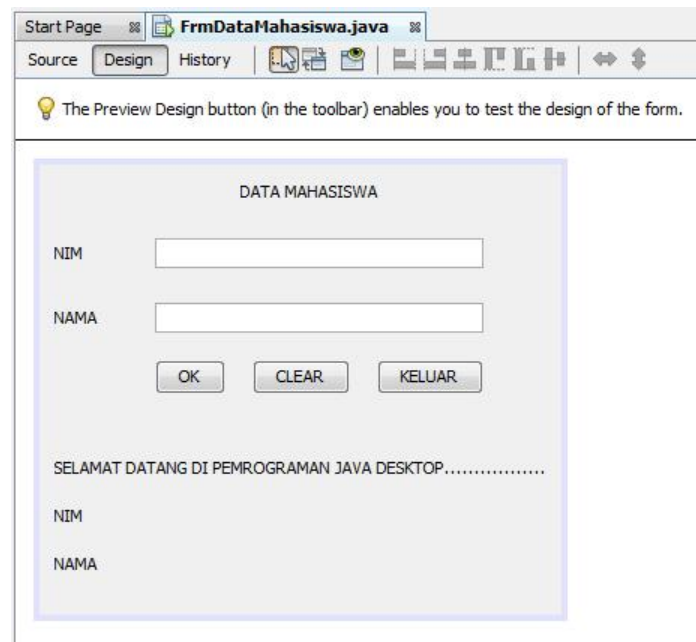 Start Page FrmDataMahasiswa.java
Source Design History
The Preview Design button (in the toolbar) enables you to test the design of the form.
DATA MAHASISWA
NIM
NAMA
OK CLEAR KELUAR
SELAMAT DATANG DI PEMROGRAMAN JAVA DESKTOP.................
NIM
NAMA